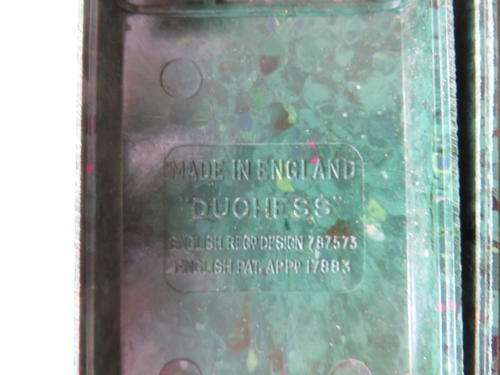 MADE IN ENGLAND
"DUCHESS"
ENGLISH REGD DESIGN 787573
ENGLISH PAT. APPD 17883